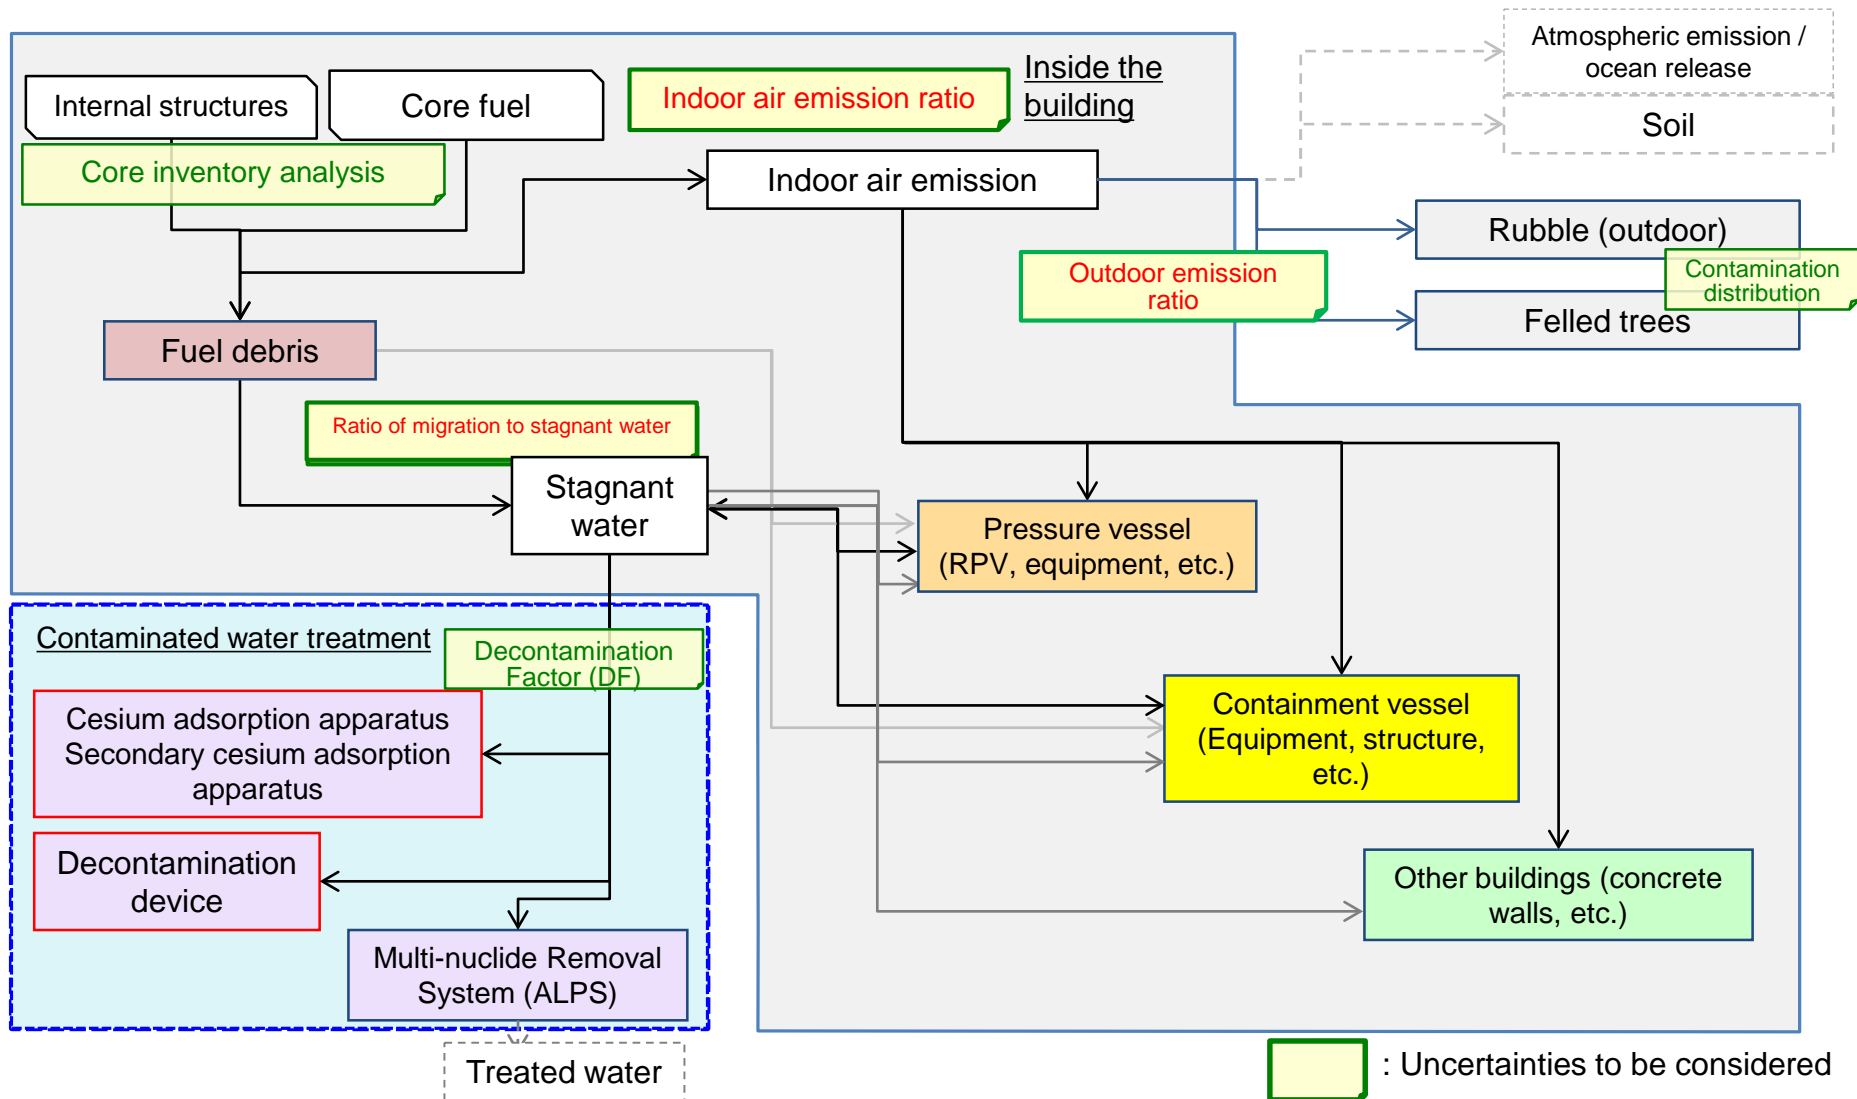 Atmospheric emission /
ocean release
Soil
Inside the
building
Internal structures
Core fuel
Indoor air emission ratio
Core inventory analysis
Indoor air emission
Rubble (outdoor)
Outdoor emission
ratio
Contamination
distribution
Felled trees
Fuel debris
Ratio of migration to stagnant water
Stagnant
water
Pressure vessel
(RPV, equipment, etc.)
Contaminated water treatment
Decontamination
Factor (DF)
Cesium adsorption apparatus
Secondary cesium adsorption
apparatus
Containment vessel
(Equipment, structure,
etc.)
Decontamination
device
Other buildings (concrete
walls, etc.)
Multi-nuclide Removal
System (ALPS)
Treated water
: Uncertainties to be considered